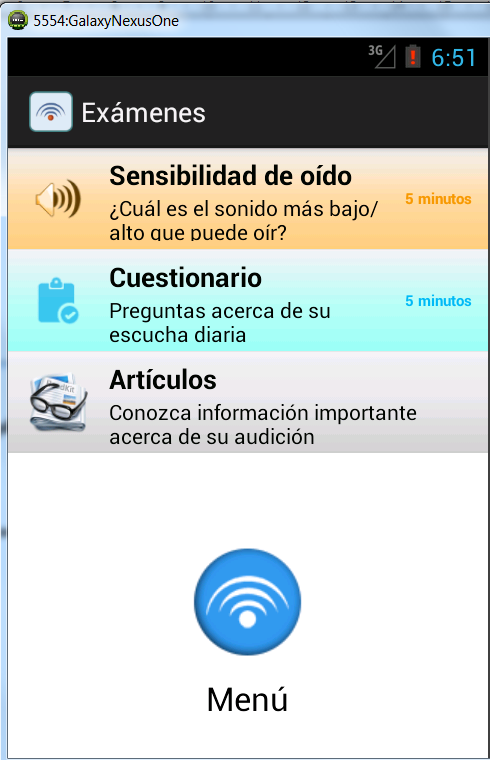 5554:GalaxyNexusOne
3G 6:51
Exámenes
Sensibilidad de oído
¿Cuál es el sonido más bajo/
alto que puede oír?
5 minutos
Cuestionario
Preguntas acerca de su
escucha diaria
5 minutos
Artículos
Conozca información importante
acerca de su audición
Menú